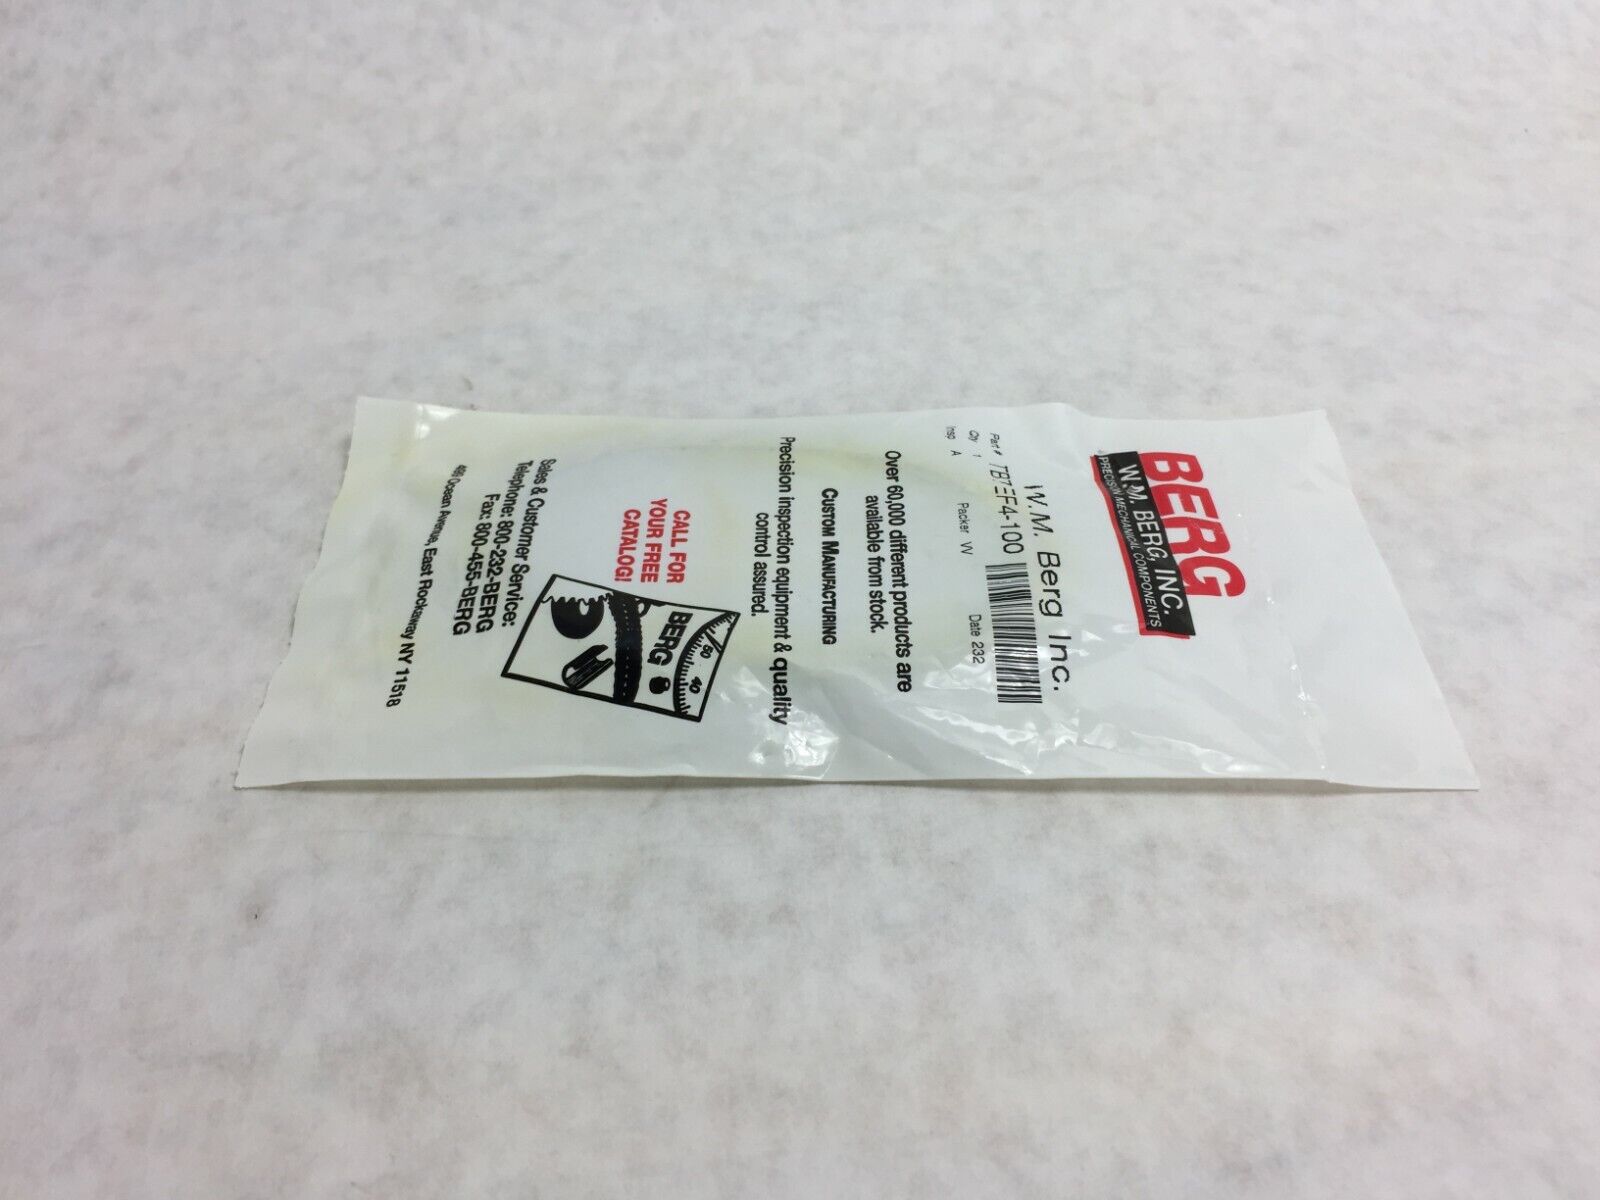 BERG
W.M. BERG, INC.
PRECISION MECHANICAL COMPONENTS
W.M. Berg Inc.
Part # TB7EF4-100
Qty 1 Packer W Date 232
Insp A
Over 60,000 different products are
available from stock.
CUSTOM MANUFACTURING
Precision inspection equipment & quality
control assured.
CALL FOR
YOUR FREE
CATALOG!
BERG
50
40
Sales & Customer Service:
Telephone: 800-232-BERG
Fax: 800-455-BERG
Ocean Avenue, East Rockaway NY 11518